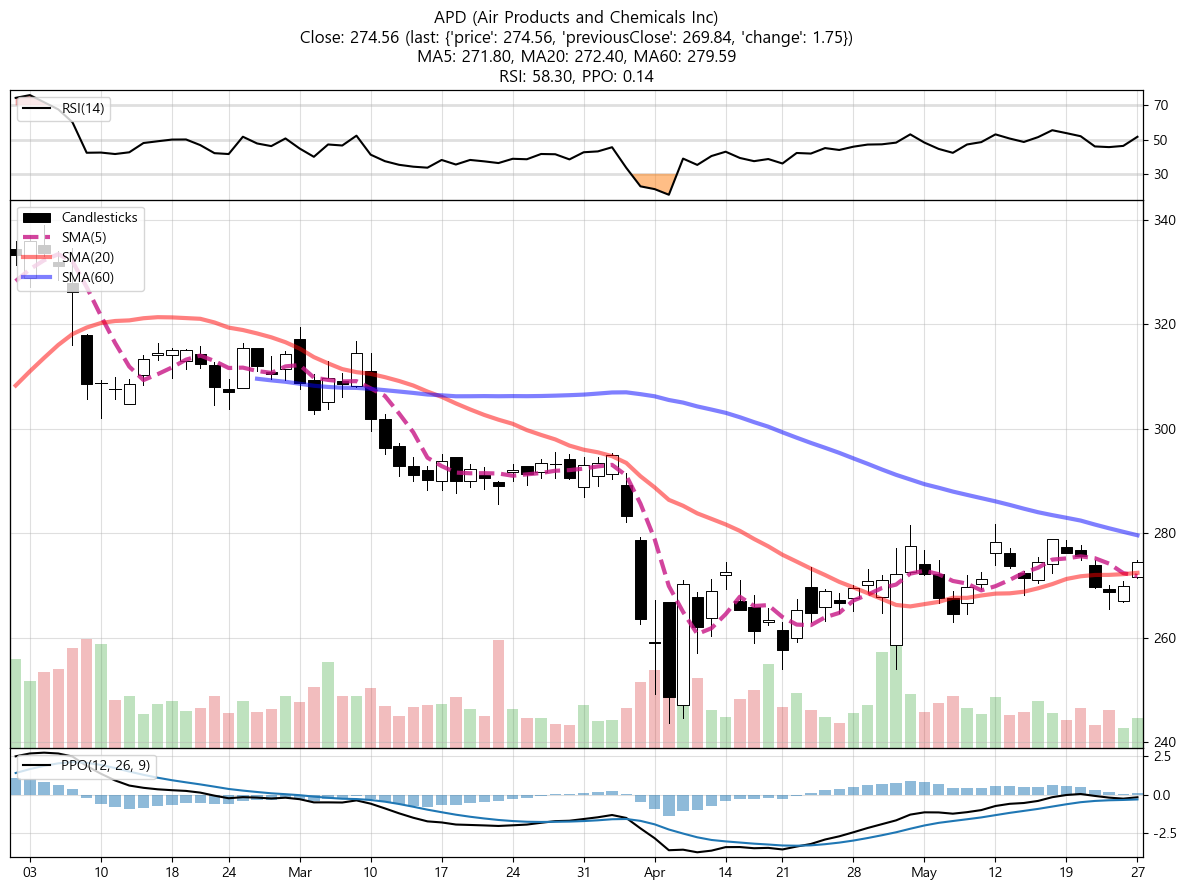 APD (Air Products and Chemicals Inc)
Close: 274.56 (last: {'price': 274.56, 'previousClose': 269.84, 'change': 1.75})
MA5: 271.80, MA20: 272.40, MA60: 279.59
RSI: 58.30, PPO: 0.14
RSI(14)
70
50
30
Candlesticks
SMA(5)
SMA(20)
SMA(60)
340
320
300
280
260
240
PPO(12, 26, 9)
2.5
0.0
-2.5
03 10 18 24 Mar 10 17 24 31 Apr 14 21 28 May 12 19 27